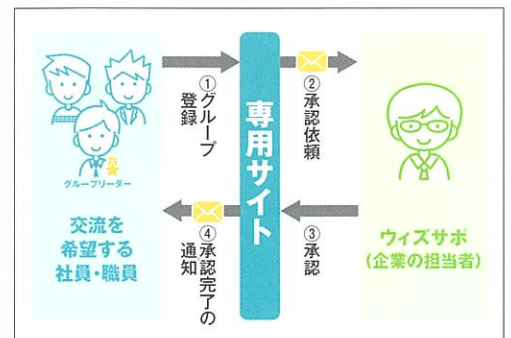 ①グループ
登録
②承認依頼
専用サイト
グループリーダー
交流を
希望する
社員・職員
④承認完了の
通知
③承認
ウィズサポ
(企業の担当者)